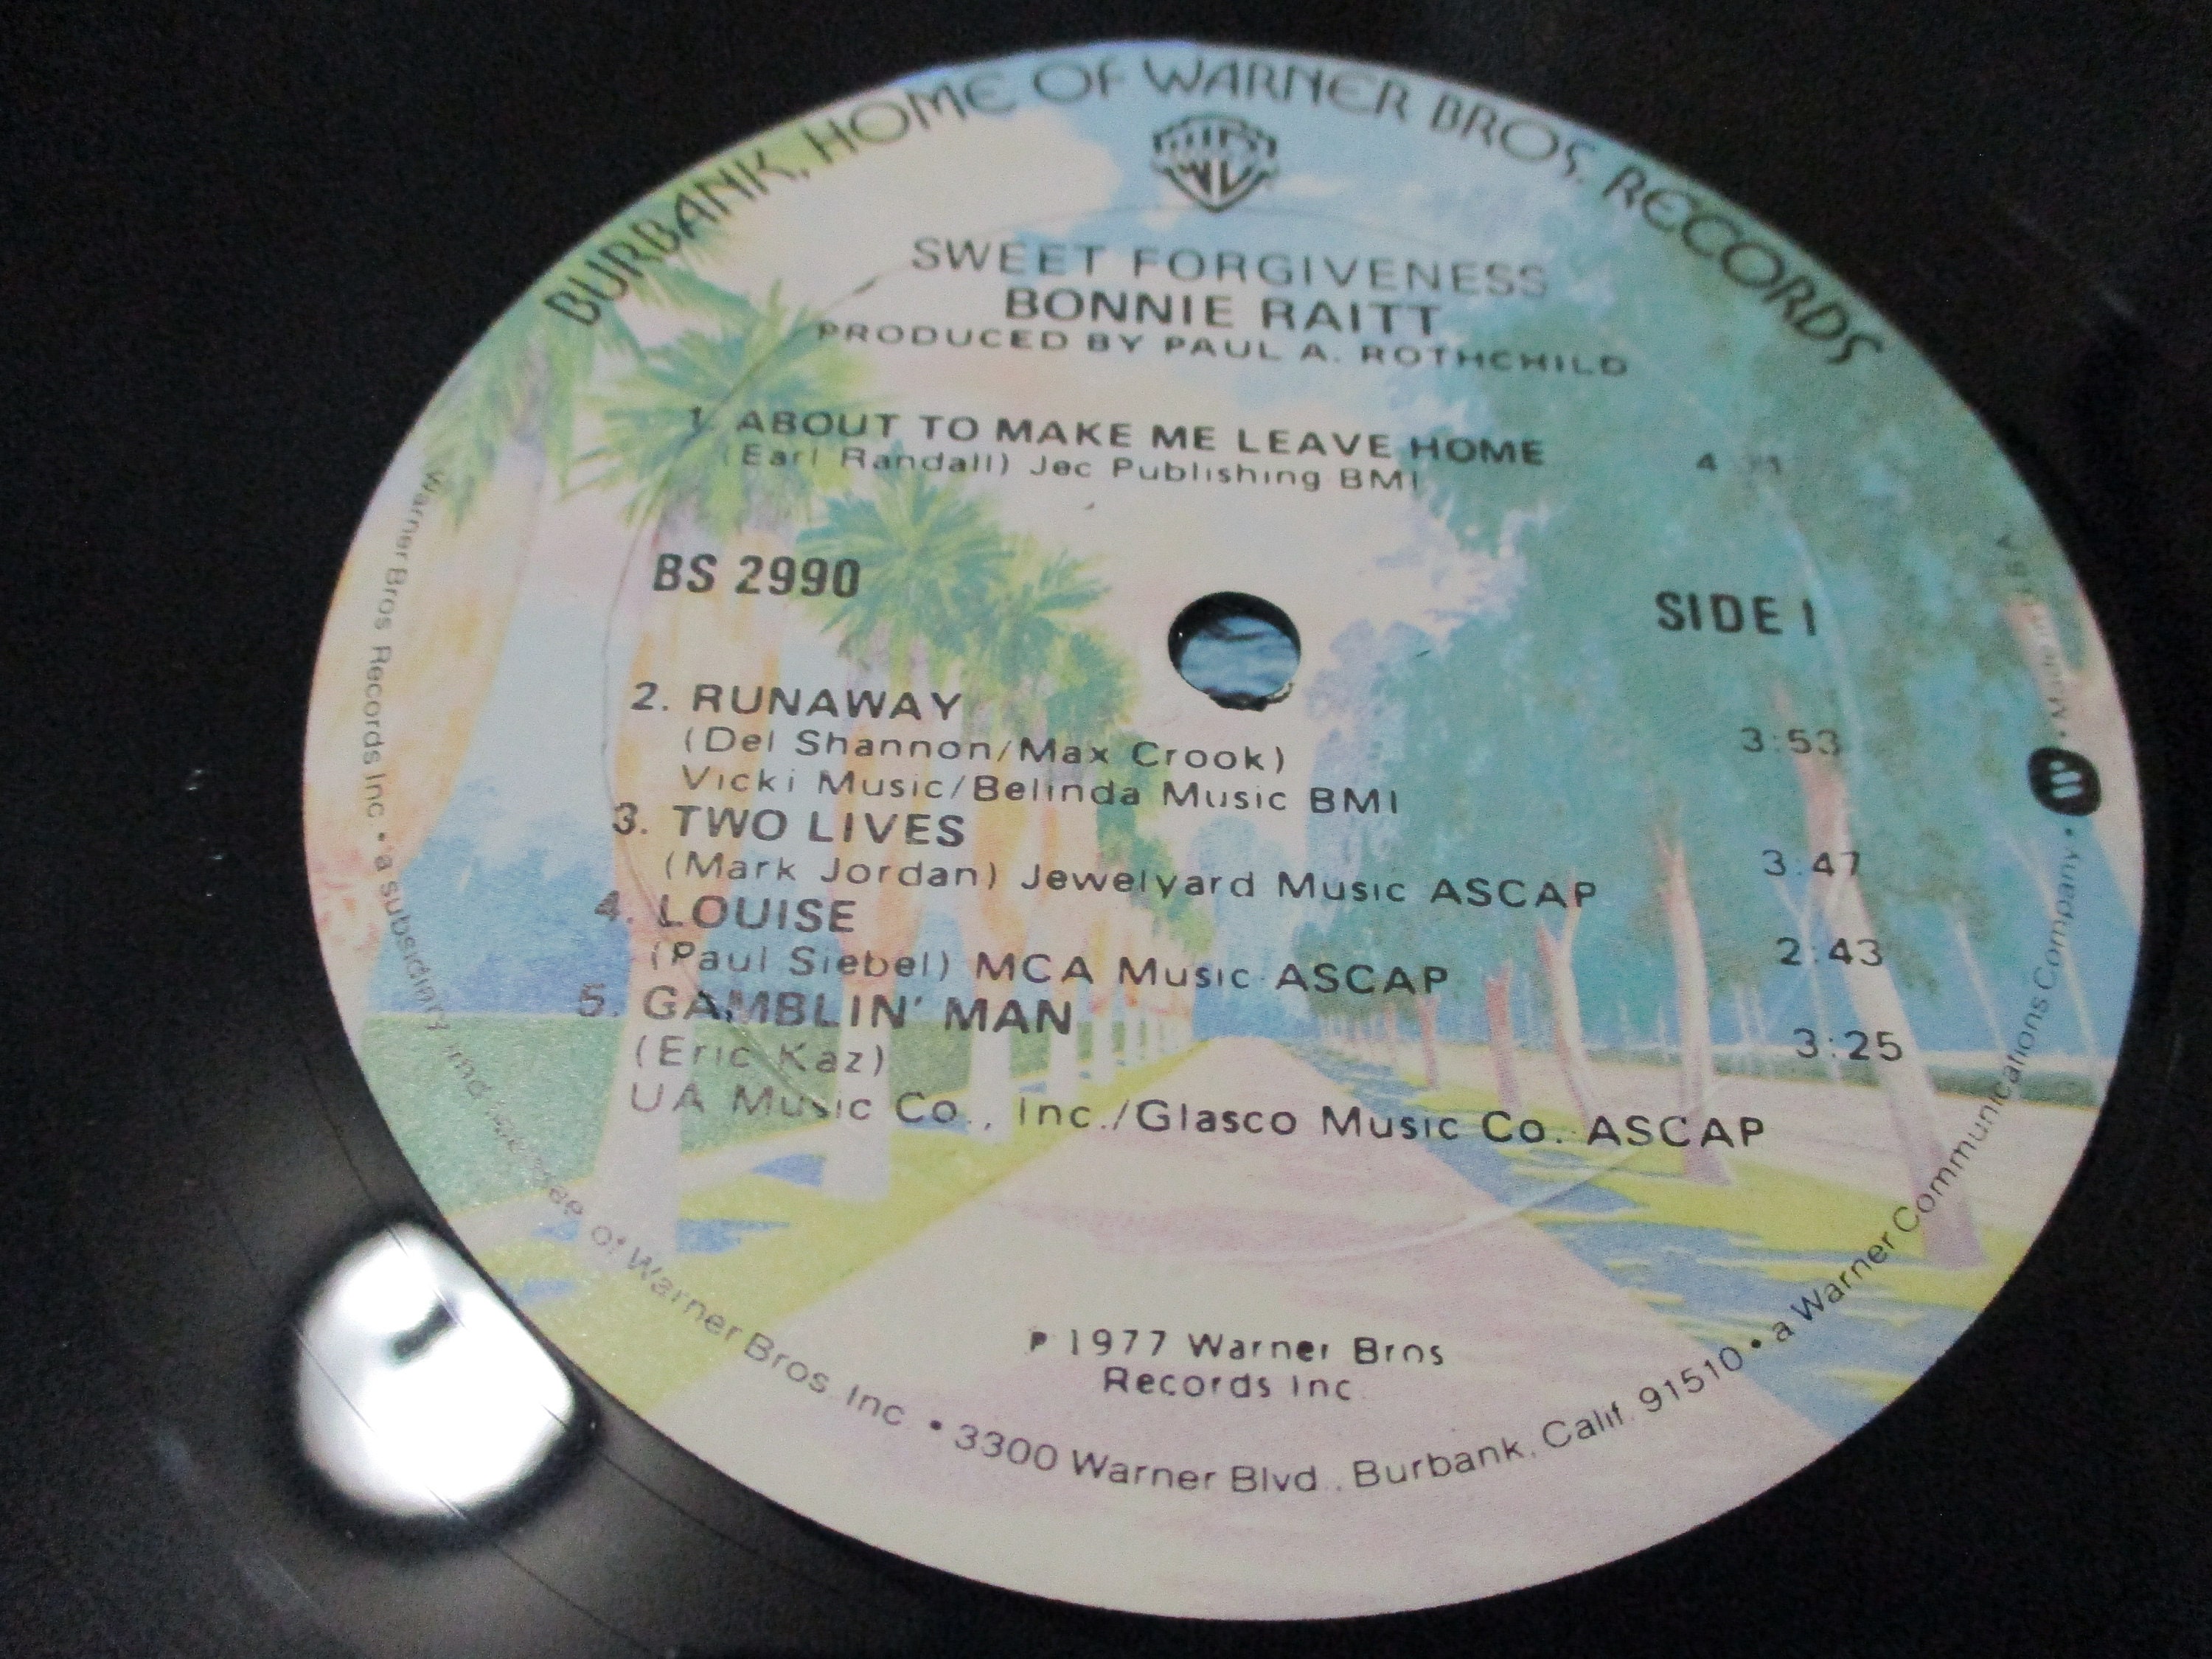 BURBANK, HOME OF WARNER BROS. RECORDS
SWEET FORGIVENESS
BONNIE RAITT
PRODUCED BY PAUL A. ROTHCHILD
1. ABOUT TO MAKE ME LEAVE HOME
(Earl Randall) Jec Publishing BMI
BS 2990
SIDE 1
2. RUNAWAY
(Del Shannon/Max Crook) 3:53
Vicki Music/Belinda Music BMI
3. TWO LIVES
(Mark Jordan) Jewelyard Music ASCAP 3:47
4. LOUISE
(Paul Siebel) MCA Music ASCAP 2:43
5. GAMBLIN' MAN
(Eric Kaz) 3:25
UA Music Co., Inc./Glasco Music Co. ASCAP
℗ 1977 Warner Bros
Records Inc
Warner Bros Records Inc. • a subsidiary and licensee of Warner Bros. Inc. • 3300 Warner Blvd., Burbank, Calif. 91510 • a Warner Communications Company •